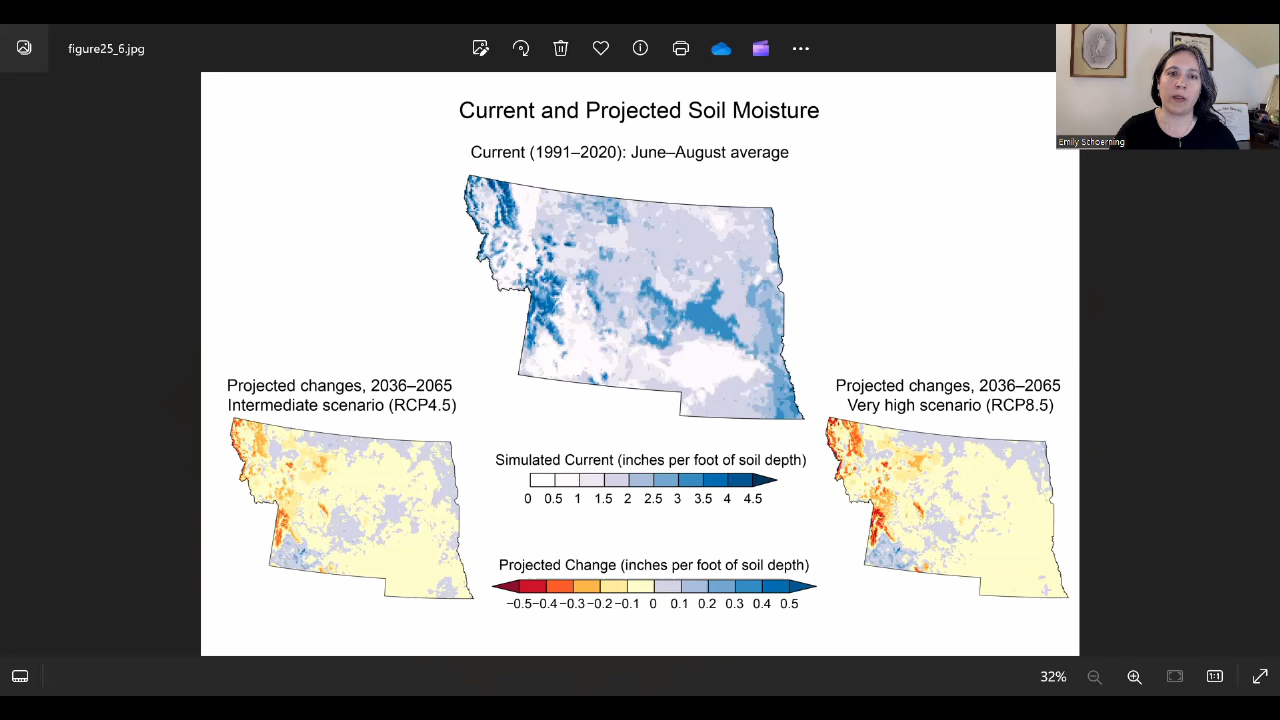 figure25_6.jpg
Emily Schoerning
Current and Projected Soil Moisture
Current (1991–2020): June–August average
Projected changes, 2036–2065
Intermediate scenario (RCP4.5)
Projected changes, 2036–2065
Very high scenario (RCP8.5)
Simulated Current (inches per foot of soil depth)
0 0.5 1 1.5 2 2.5 3 3.5 4 4.5
Projected Change (inches per foot of soil depth)
−0.5 −0.4 −0.3 −0.2 −0.1 0 0.1 0.2 0.3 0.4 0.5
32%
1:1